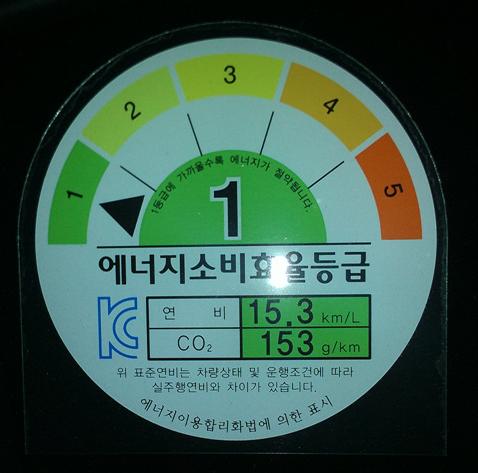 1
2
3
4
5
1등급에 가까울수록 에너지가 절약됩니다.
1
에너지소비효율등급
연 비 15.3 km/L
CO₂ 153 g/km
위 표준연비는 차량상태 및 운행조건에 따라
실주행연비와 차이가 있습니다.
에너지이용합리화법에 의한 표시